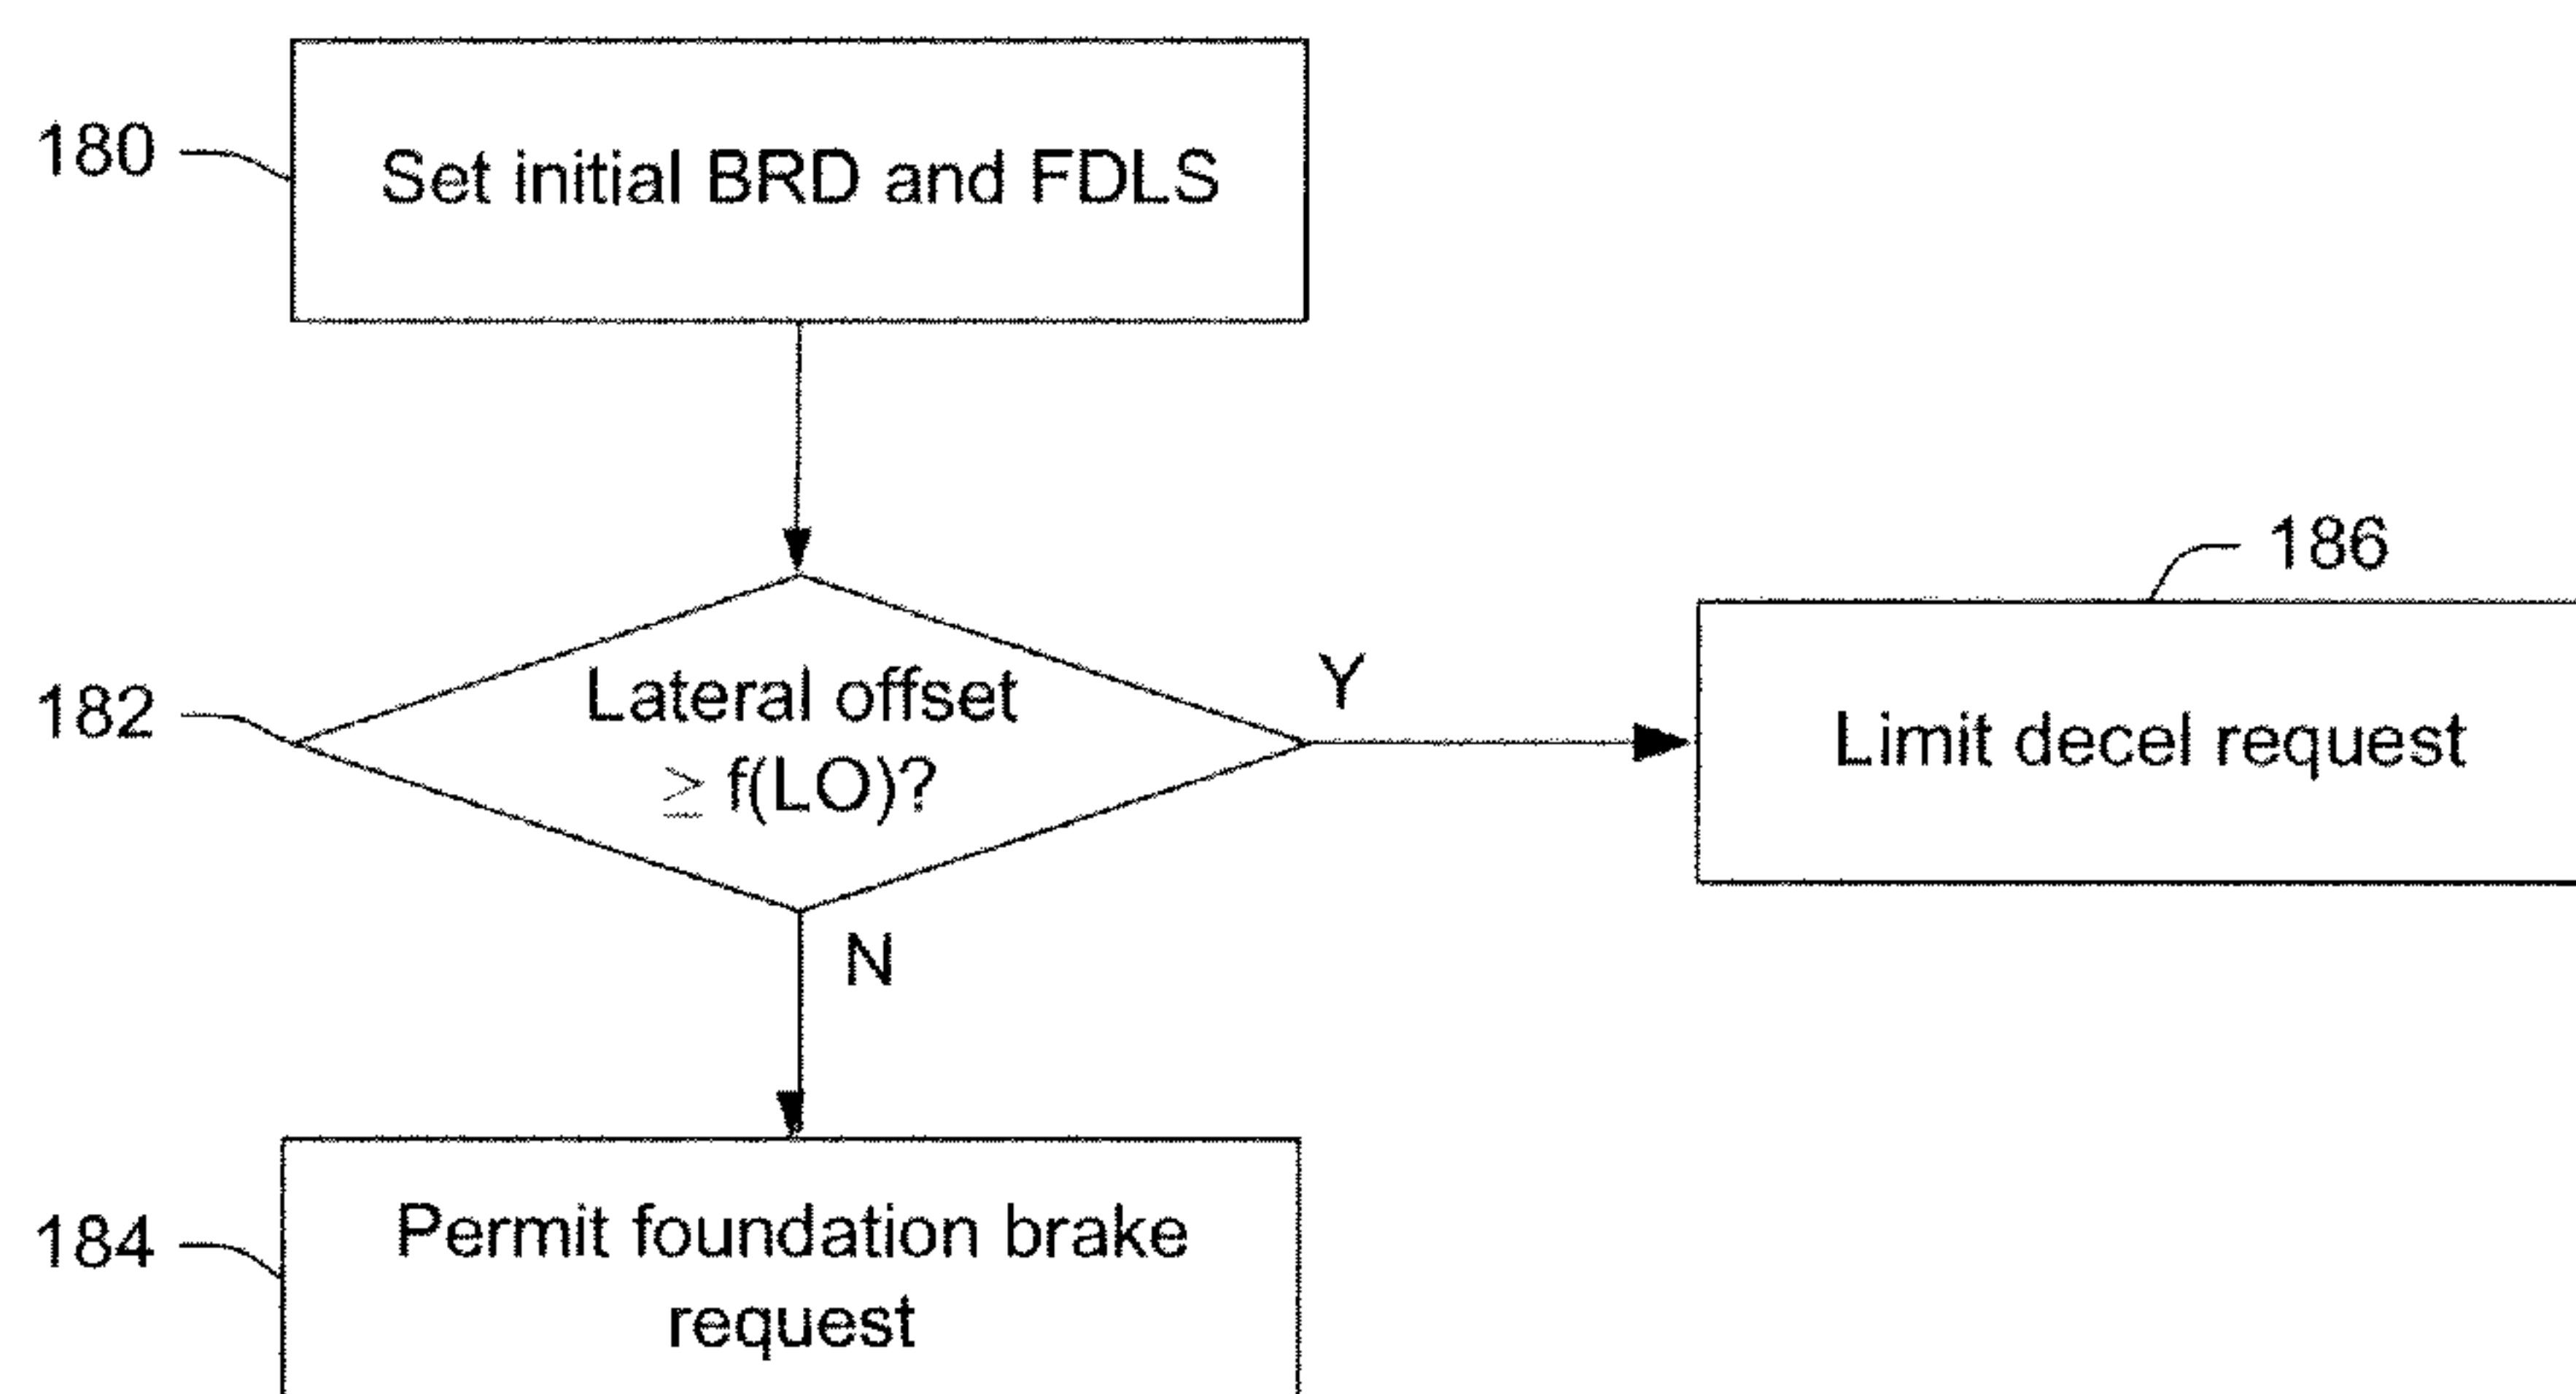 180
Set initial BRD and FDLS
182
Lateral offset
≥ f(LO)?
Y
186
Limit decel request
N
184
Permit foundation brake
request